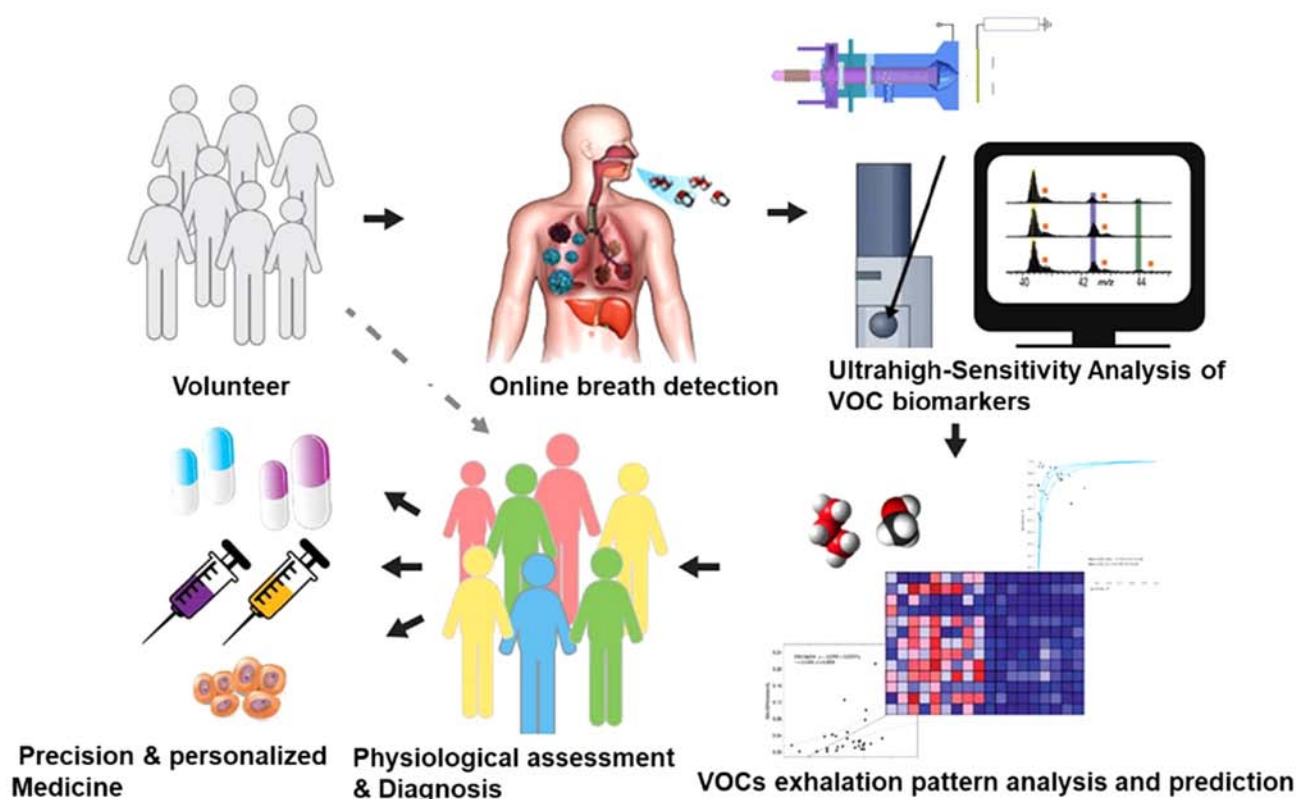 40
42
44
m/z
Volunteer
Online breath detection
Ultrahigh-Sensitivity Analysis of
VOC biomarkers
Precision & personalized
Medicine
Physiological assessment
& Diagnosis
VOCs exhalation pattern analysis and prediction